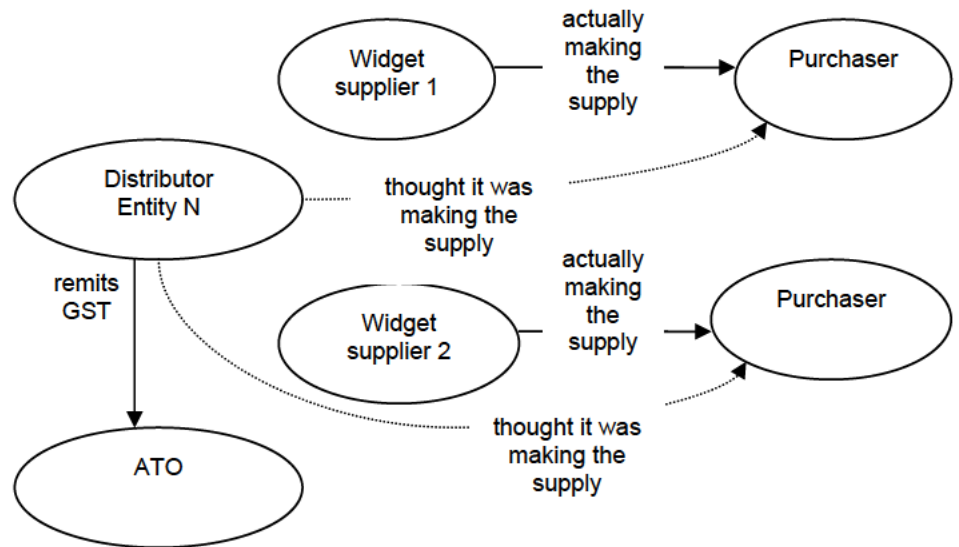 Widget
supplier 1
actually
making
the
supply
Purchaser
Distributor
Entity N
thought it was
making the
supply
remits
GST
Widget
supplier 2
actually
making
the
supply
Purchaser
thought it was
making the
supply
ATO